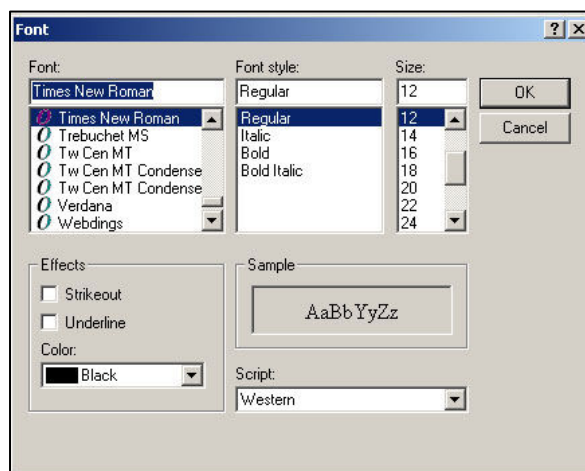 Font
Font:
Times New Roman
Times New Roman
Trebuchet MS
Tw Cen MT
Tw Cen MT Condense
Tw Cen MT Condense
Verdana
Webdings
Font style:
Regular
Regular
Italic
Bold
Bold Italic
Size:
12
12
14
16
18
20
22
24
OK
Cancel
Effects
Strikeout
Underline
Color:
Black
Sample
AaBbYyZz
Script:
Western